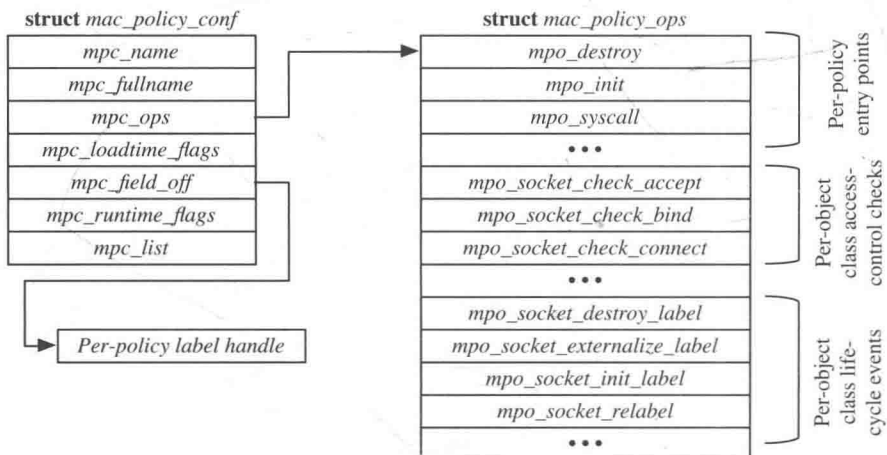 struct mac_policy_conf
mpc_name
mpc_fullname
mpc_ops
mpc_loadtime_flags
mpc_field_off
mpc_runtime_flags
mpc_list
Per-policy label handle
struct mac_policy_ops
mpo_destroy
mpo_init
mpo_syscall
•••
mpo_socket_check_accept
mpo_socket_check_bind
mpo_socket_check_connect
•••
mpo_socket_destroy_label
mpo_socket_externalize_label
mpo_socket_init_label
mpo_socket_relabel
•••
Per-policy
entry points
Per-object
class access-
control checks
Per-object
class life-
cycle events